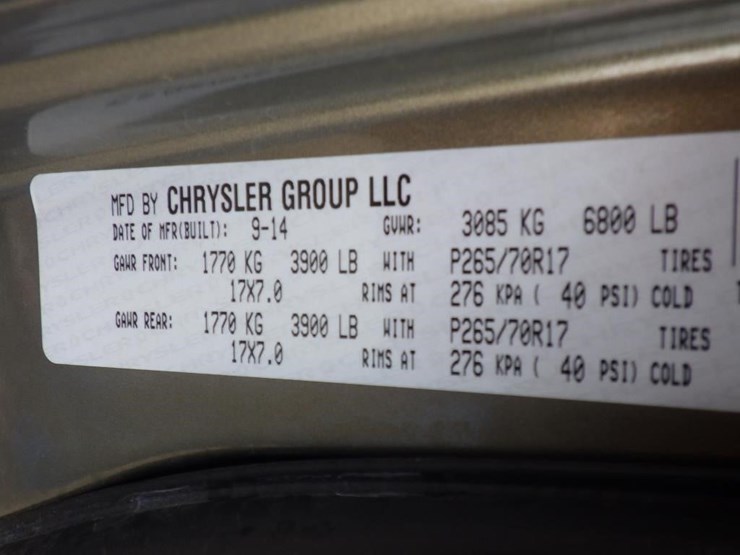 MFD BY CHRYSLER GROUP LLC
DATE OF MFR(BUILT): 9-14 GVWR: 3085 KG 6800 LB
GAWR FRONT: 1770 KG 3900 LB WITH P265/70R17 TIRES
17X7.0 RIMS AT 276 KPA ( 40 PSI) COLD
GAWR REAR: 1770 KG 3900 LB WITH P265/70R17 TIRES
17X7.0 RIMS AT 276 KPA ( 40 PSI) COLD